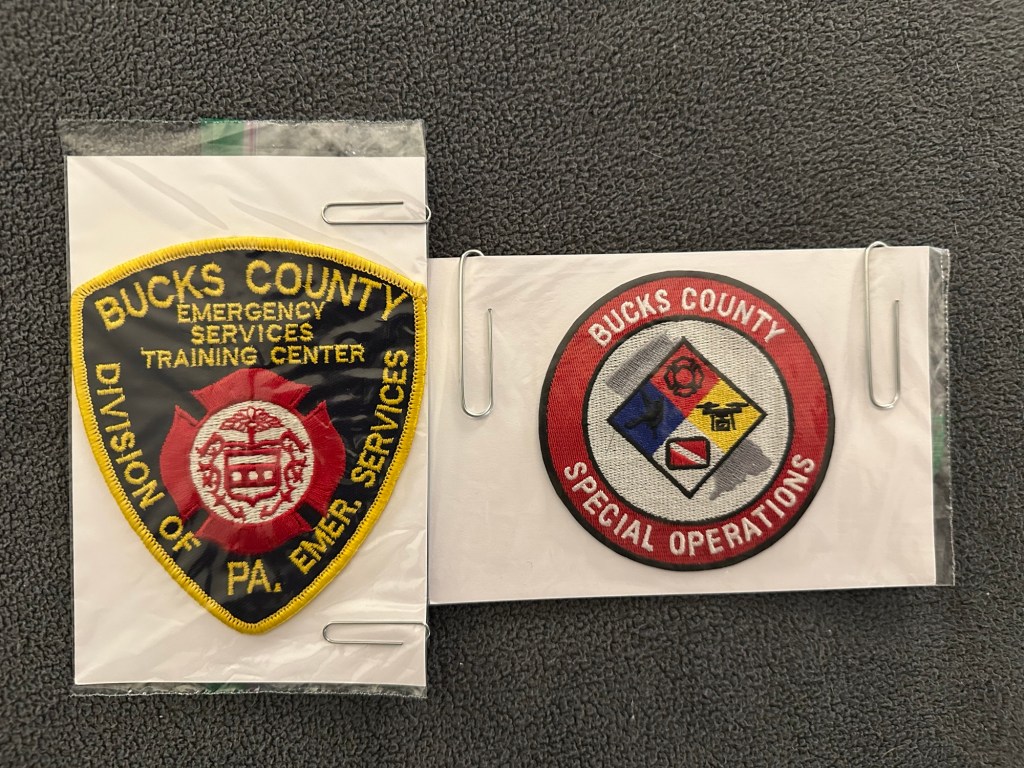 BUCKS COUNTY
EMERGENCY
SERVICES
TRAINING CENTER
DIVISION OF
EMER. SERVICES
PA.
BUCKS COUNTY
SPECIAL OPERATIONS